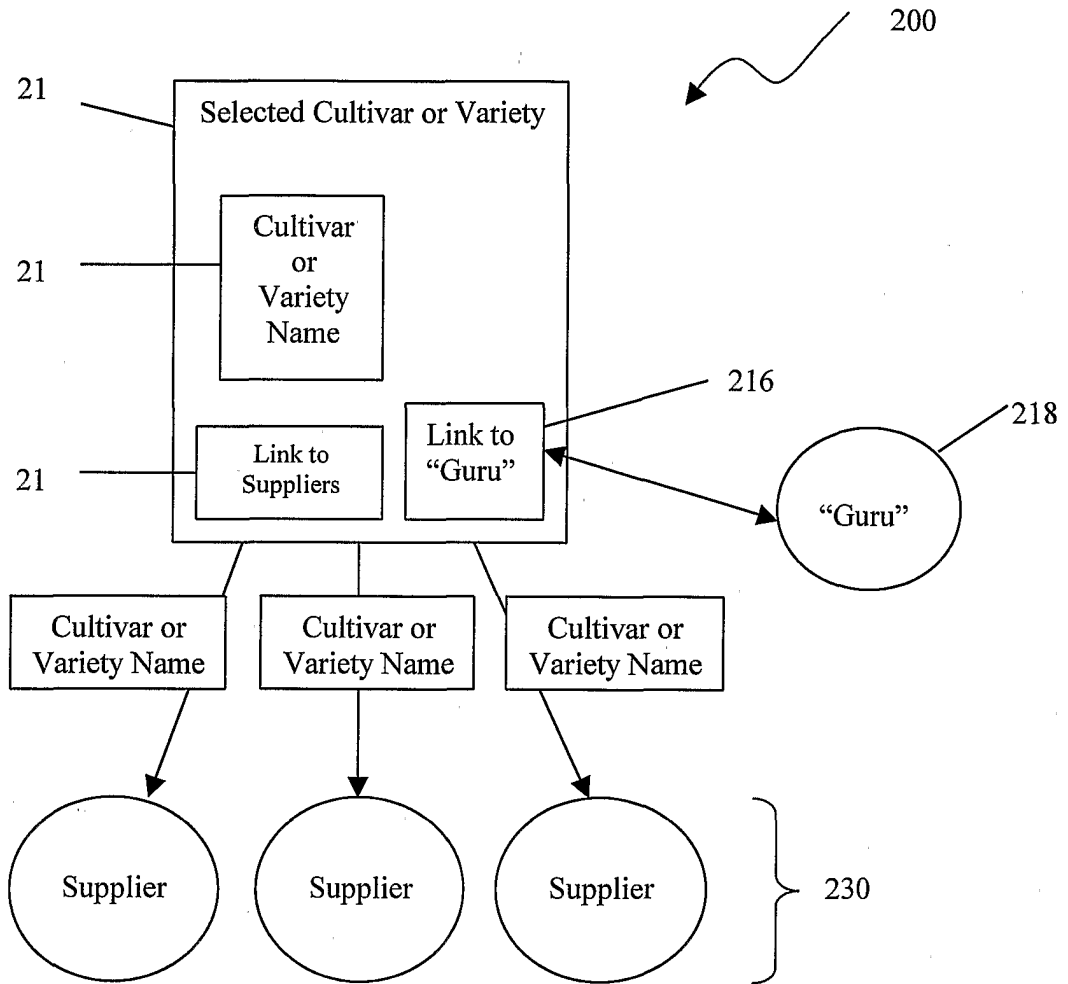 200
21
Selected Cultivar or Variety
21
Cultivar
or
Variety
Name
216
218
21
Link to
Suppliers
Link to
“Guru”
“Guru”
Cultivar or
Variety Name
Cultivar or
Variety Name
Cultivar or
Variety Name
Supplier
Supplier
Supplier
230